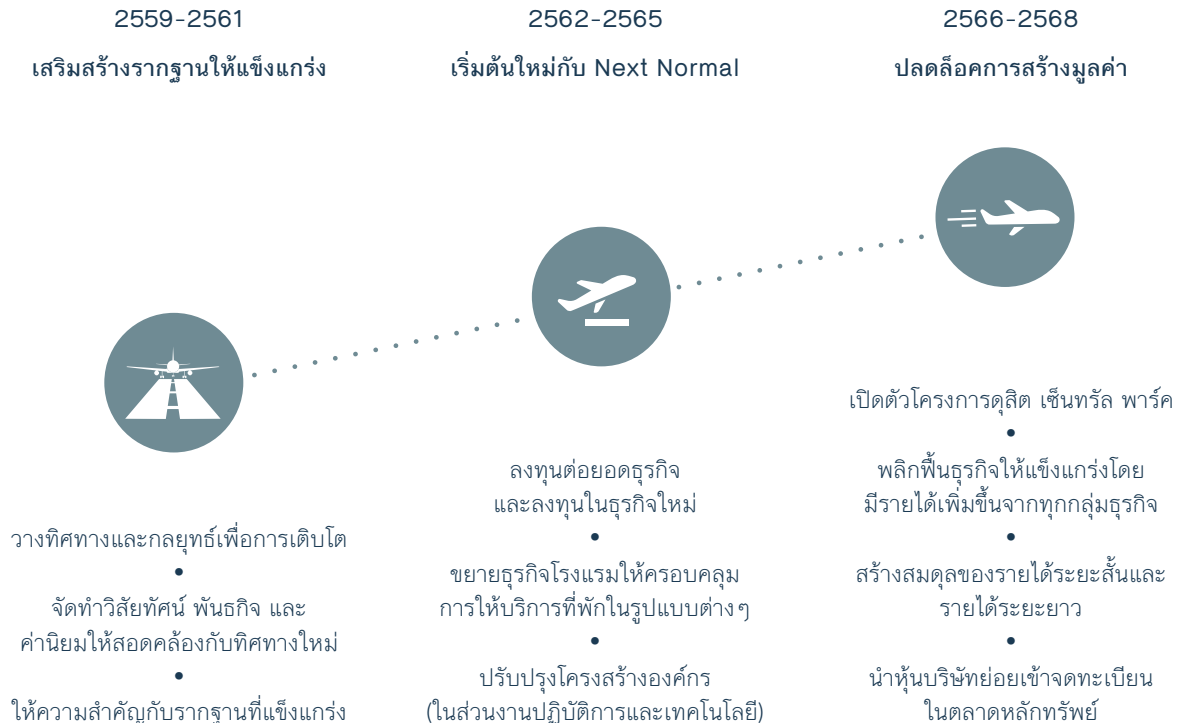 2559-2561
เสริมสร้างรากฐานให้แข็งแกร่ง
วางทิศทางและกลยุทธ์เพื่อการเติบโต
•
จัดทำวิสัยทัศน์ พันธกิจ และ
ค่านิยมให้สอดคล้องกับทิศทางใหม่
•
ให้ความสำคัญกับรากฐานที่แข็งแกร่ง
2562-2565
เริ่มต้นใหม่กับ Next Normal
ลงทุนต่อยอดธุรกิจ
และลงทุนในธุรกิจใหม่
•
ขยายธุรกิจโรงแรมให้ครอบคลุม
การให้บริการที่พักในรูปแบบต่างๆ
•
ปรับปรุงโครงสร้างองค์กร
(ในส่วนงานปฏิบัติการและเทคโนโลยี)
2566-2568
ปลดล็อคการสร้างมูลค่า
เปิดตัวโครงการดุสิต เซ็นทรัล พาร์ค
•
พลิกฟื้นธุรกิจให้แข็งแกร่งโดย
มีรายได้เพิ่มขึ้นจากทุกกลุ่มธุรกิจ
•
สร้างสมดุลของรายได้ระยะสั้นและ
รายได้ระยะยาว
•
นำหุ้นบริษัทย่อยเข้าจดทะเบียน
ในตลาดหลักทรัพย์